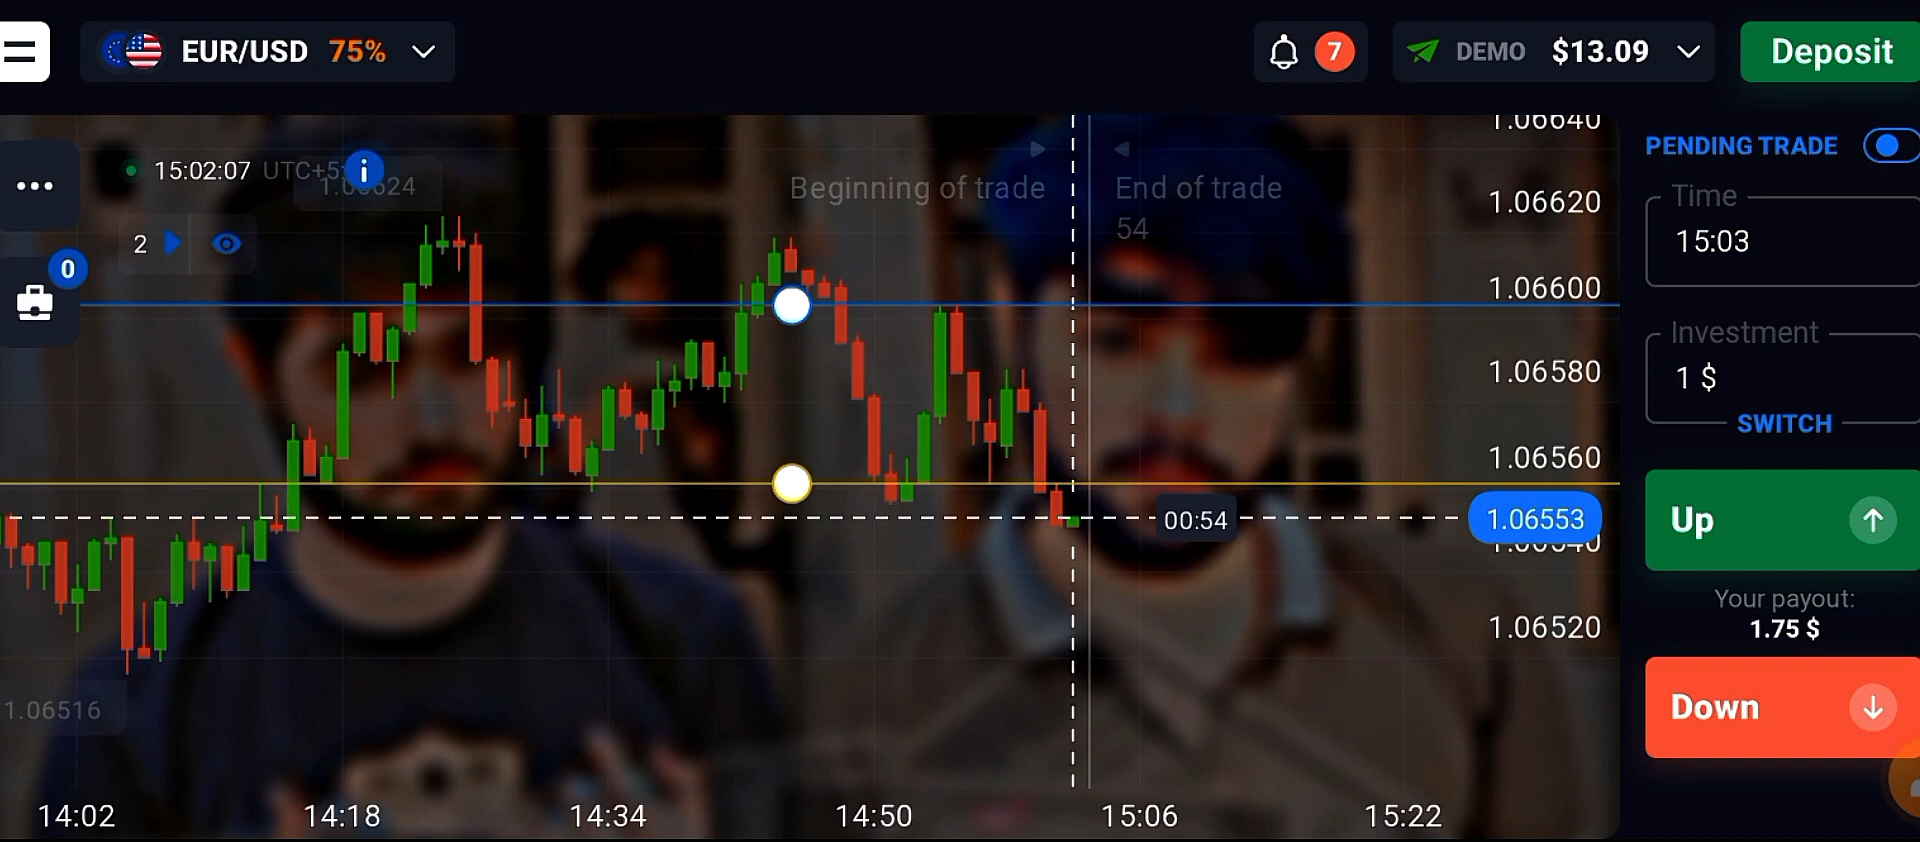 EUR/USD 75%
7
DEMO $13.09
Deposit
15:02:07 UTC+5:
i
1.06624
2
0
Beginning of trade
End of trade
54
1.06640
1.06620
1.06600
1.06580
1.06560
1.06553
1.06540
1.06520
00:54
1.06516
14:02 14:18 14:34 14:50 15:06 15:22
PENDING TRADE
Time
15:03
Investment
1 $
SWITCH
Up
Your payout:
1.75 $
Down